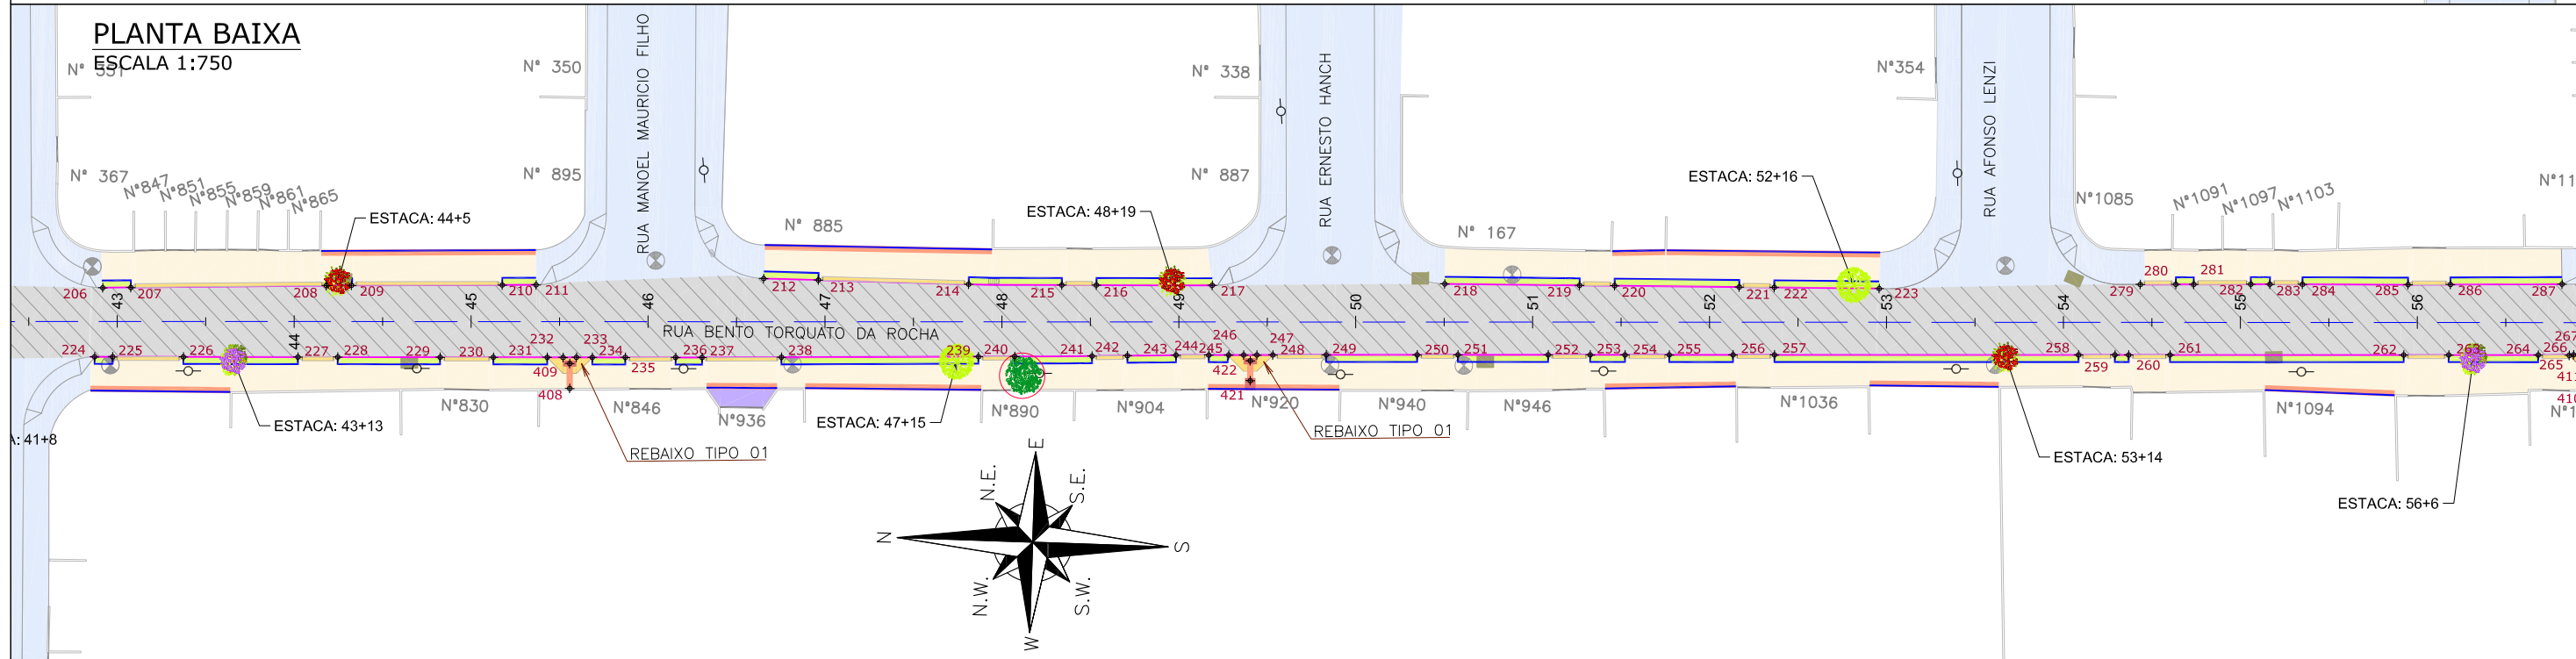 PLANTA BAIXA
ESCALA 1:750
N° 351
N° 350
N° 338
N°354
RUA MANOEL MAURICIO FILHO
RUA ERNESTO HANCH
RUA AFONSO LENZI
N° 367
N°847
N°851
N°855
N°859
N°861
N°865
N° 895
N° 887
N° 885
N° 167
N°1085
N°1091
N°1097
N°1103
N°11
ESTACA: 44+5
ESTACA: 48+19
ESTACA: 52+16
206 207 208 209 210 211 212 213 214 215 216 217 218 219 220 221 222 223 279 280 281 282 283 284 285 286 287
43 44 45 46 47 48 49 50 51 52 53 54 55 56
RUA BENTO TORQUATO DA ROCHA
224 225 226 227 228 229 230 231 232 233 234 235 236 237 238 239 240 241 242 243 244 245 246 247 248 249 250 251 252 253 254 255 256 257 258 259 260 261 262 263 264 265 266 267
409
408
422
421
411
410
N°830
N°846
N°936
N°890
N°904
N°920
N°940
N°946
N°1036
N°1094
N°1
A: 41+8
ESTACA: 43+13
ESTACA: 47+15
REBAIXO TIPO 01
REBAIXO TIPO 01
ESTACA: 53+14
ESTACA: 56+6
E
N.E.
S.E.
N
S
N.W.
S.W.
W